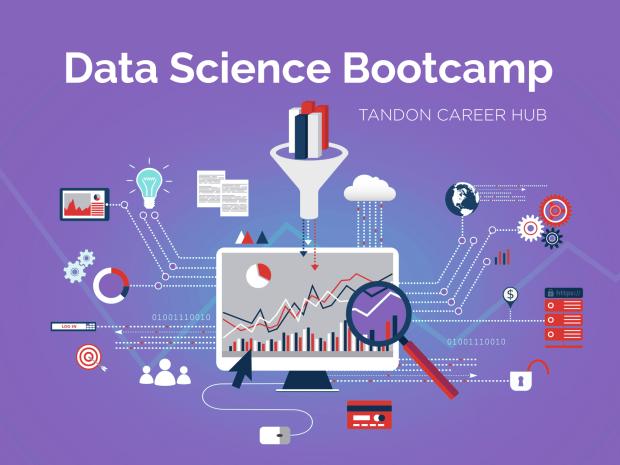 Data Science Bootcamp
TANDON CAREER HUB
https://
$
LOG IN
01001110010
01001110010